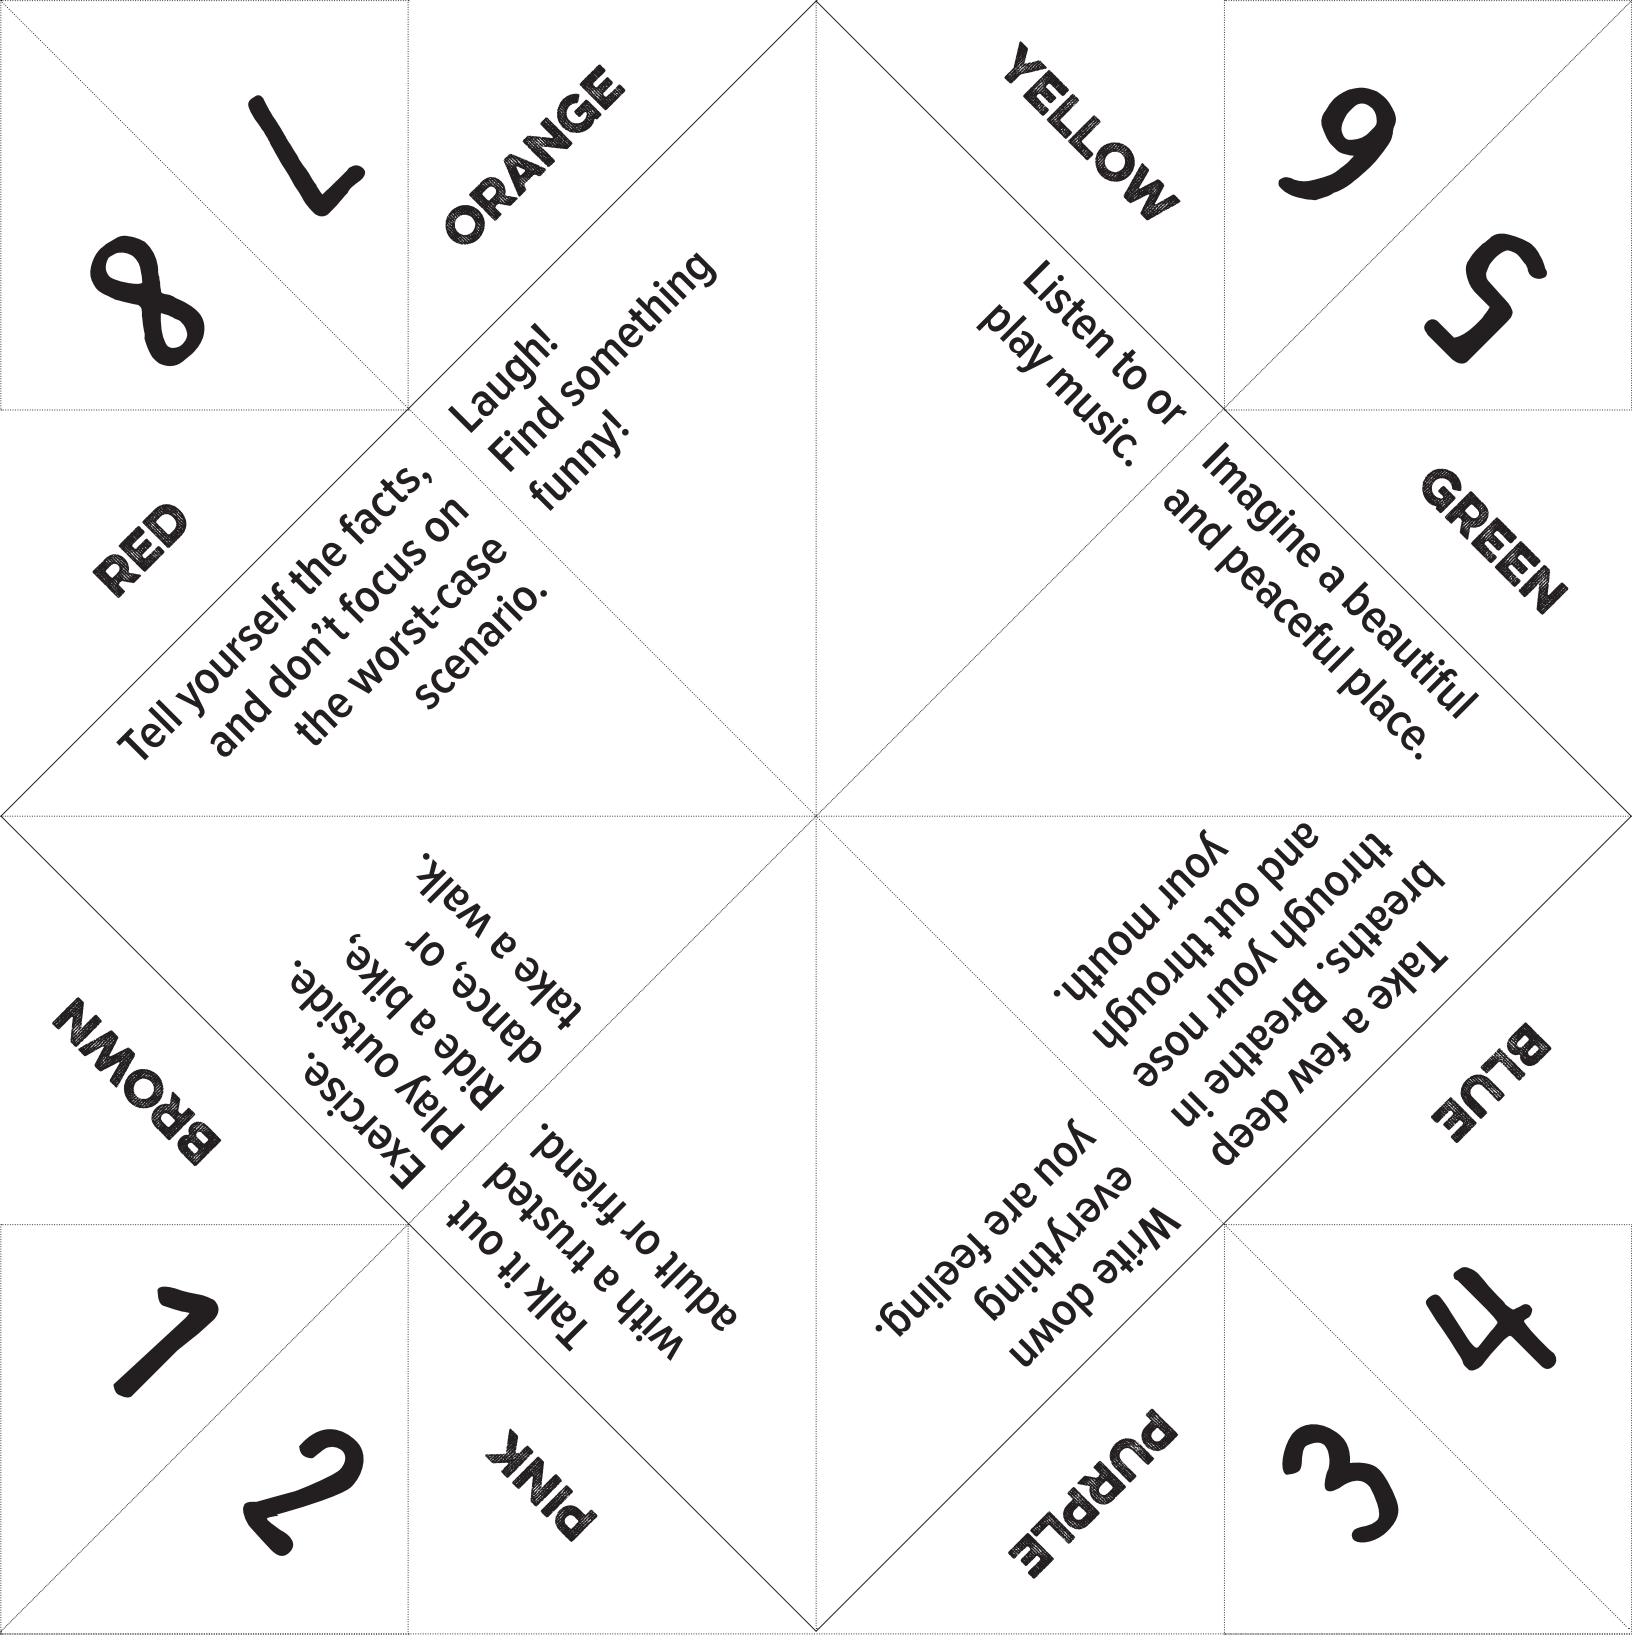 7
8
ORANGE
RED
Laugh!
Find something
funny!
Tell yourself the facts,
and don’t focus on
the worst-case
scenario.
YELLOW
6
5
GREEN
Listen to or
play music.
Imagine a beautiful
and peaceful place.
BLUE
4
3
PURPLE
Take a few deep
breaths. Breathe in
through your nose
and out through
your mouth.
Write down
everything
you are feeling.
PINK
2
1
BROWN
Talk it out
with a trusted
adult or friend.
Exercise.
Play outside.
Ride a bike,
dance, or
take a walk.